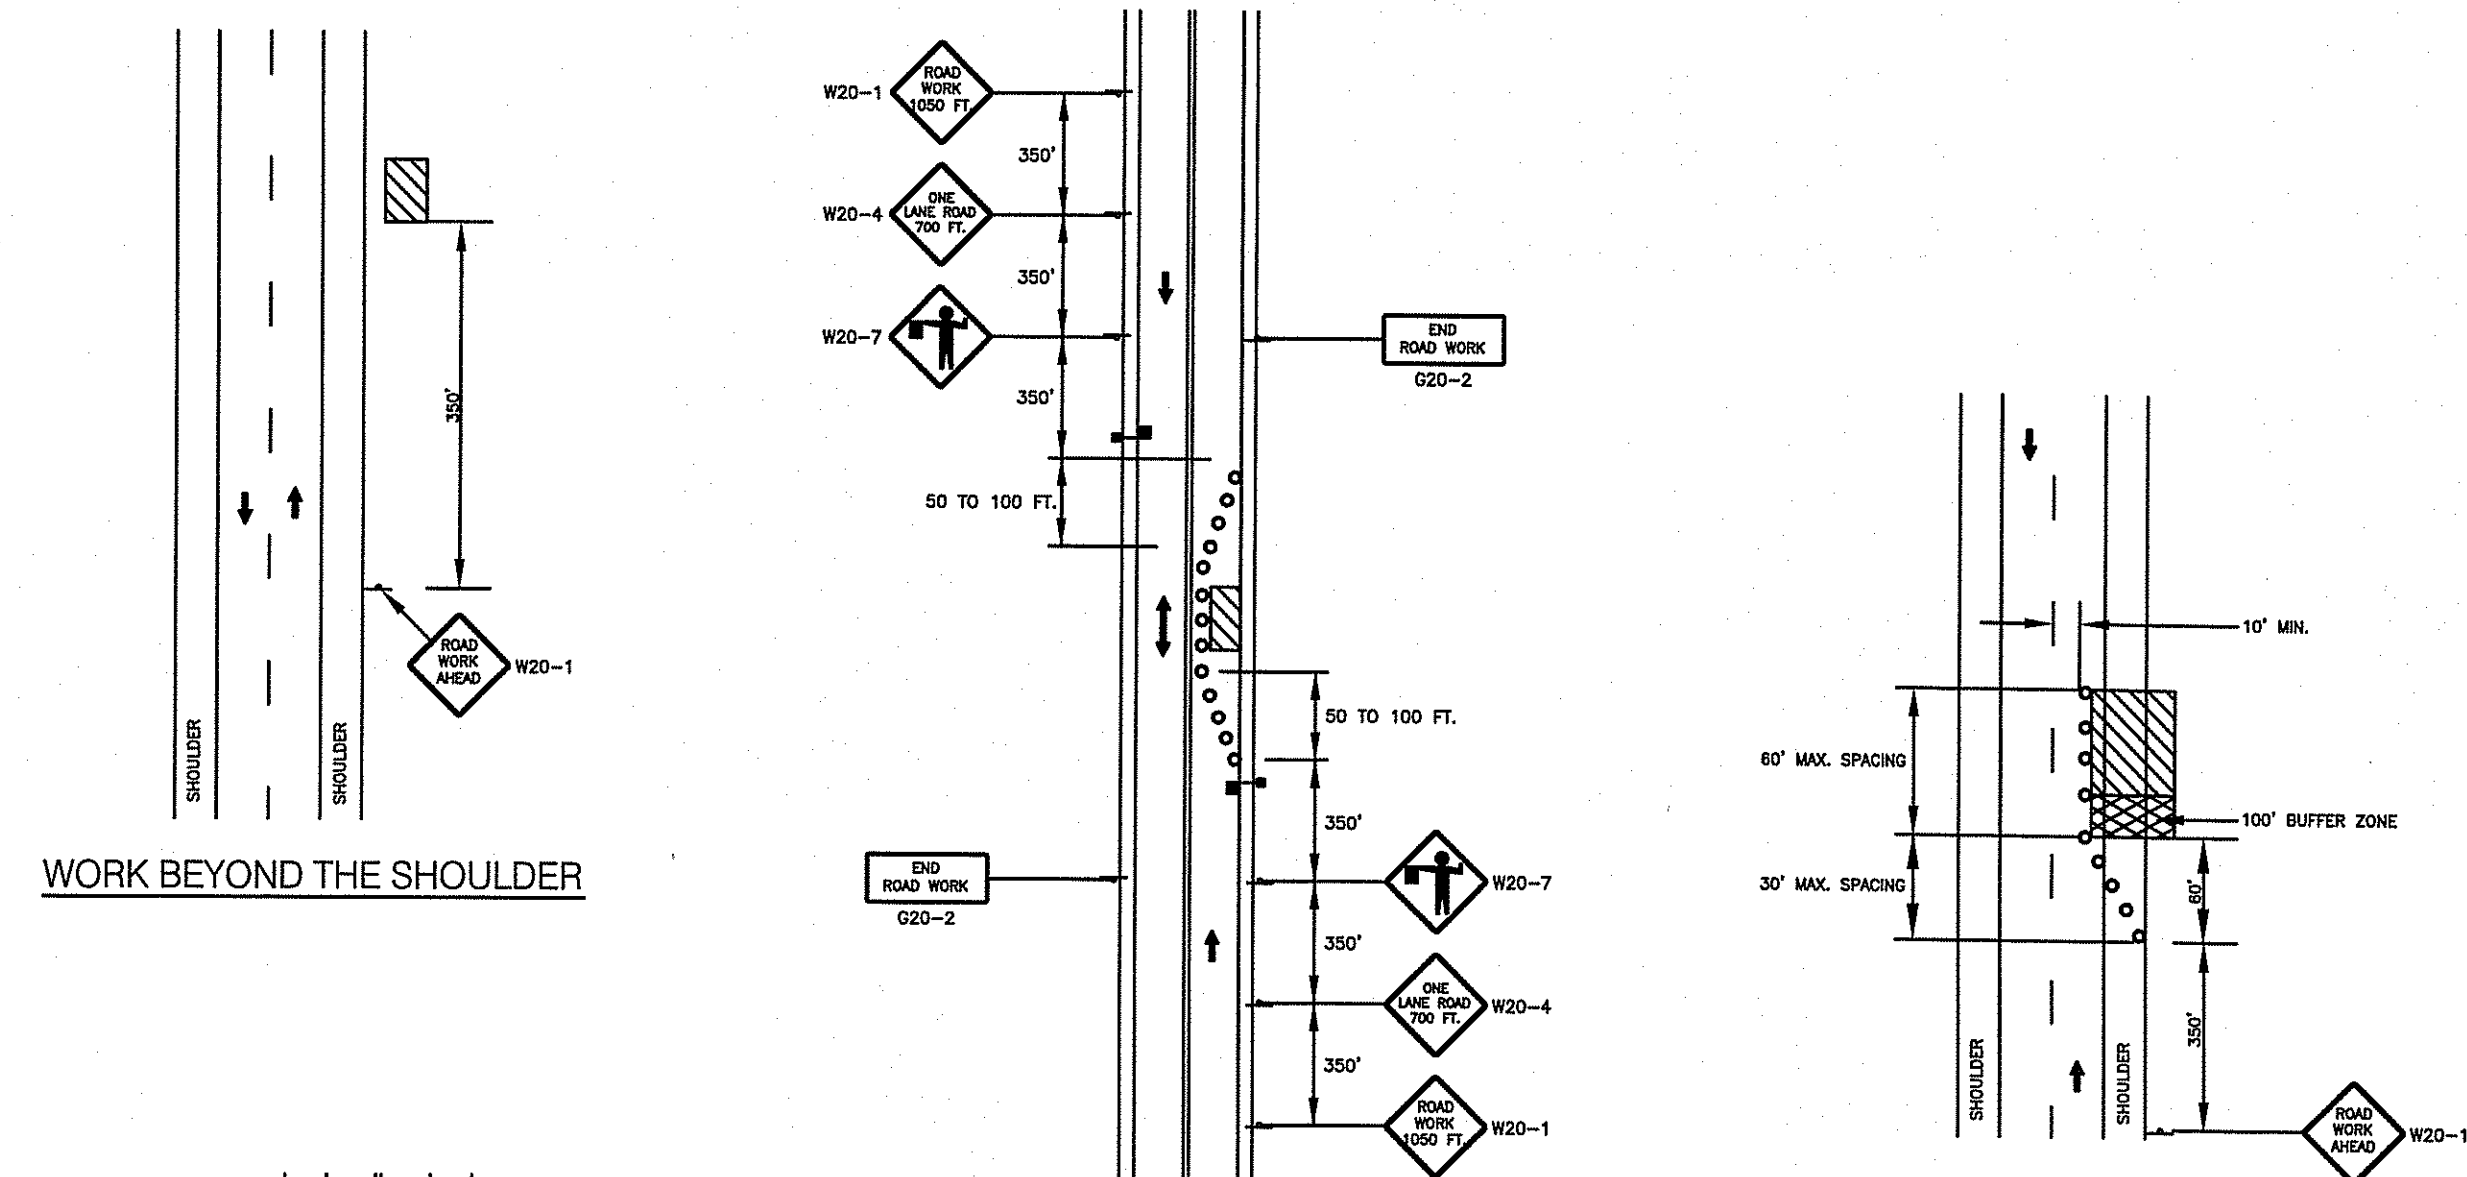 350'
ROAD
WORK
AHEAD
W20-1
SHOULDER
SHOULDER
WORK BEYOND THE SHOULDER
W20-1
ROAD
WORK
1050 FT.
350'
W20-4
ONE
LANE ROAD
700 FT.
350'
W20-7
350'
END
ROAD WORK
G20-2
50 TO 100 FT.
50 TO 100 FT.
350'
END
ROAD WORK
G20-2
W20-7
350'
ONE
LANE ROAD
700 FT.
W20-4
350'
ROAD
WORK
1050 FT.
W20-1
10' MIN.
60' MAX. SPACING
100' BUFFER ZONE
30' MAX. SPACING
60'
350'
SHOULDER
SHOULDER
ROAD
WORK
AHEAD
W20-1